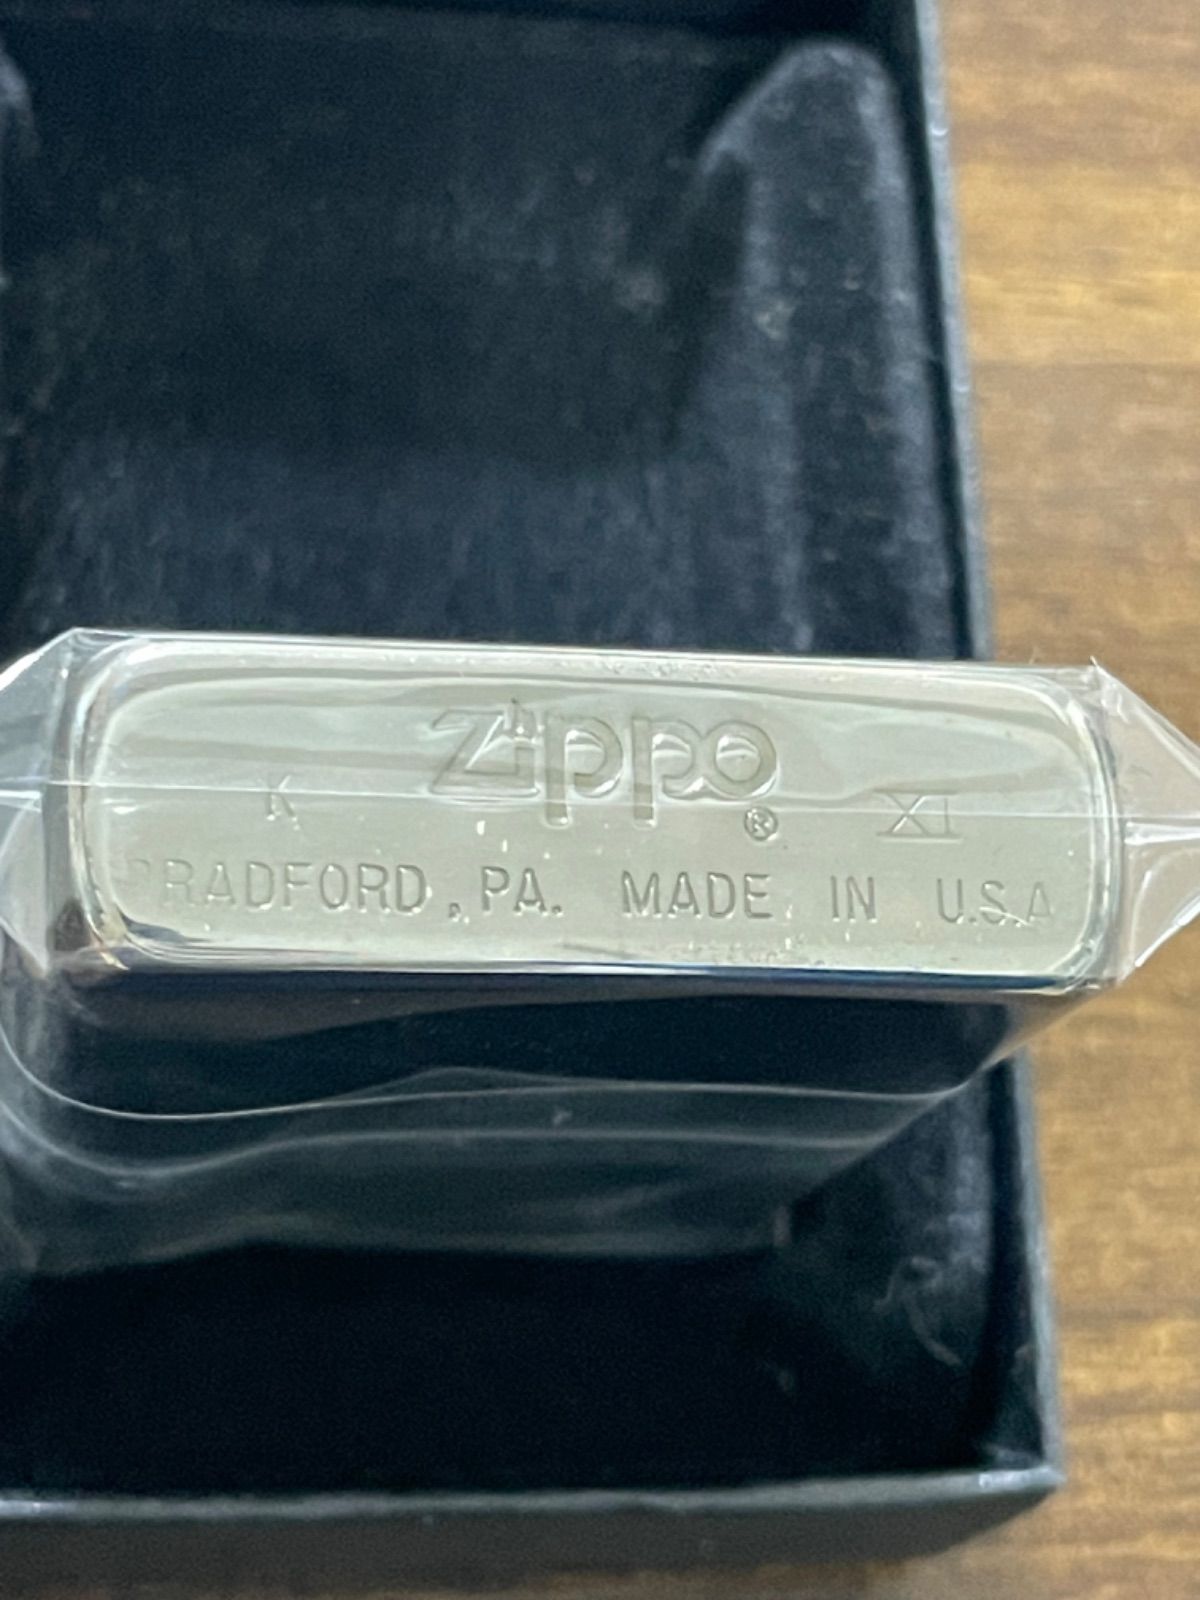 Zippo®
K XI
BRADFORD, PA. MADE IN U.S.A